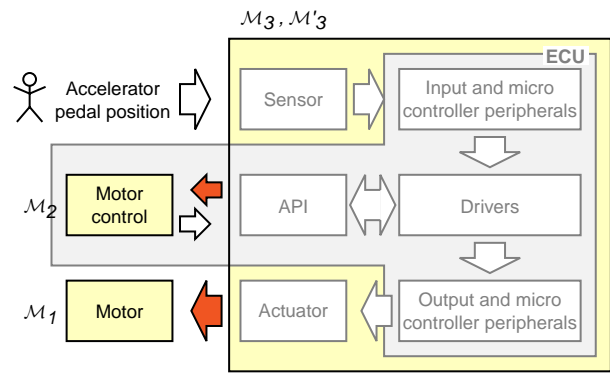 ℳ3 , ℳ'3
ECU
Accelerator
pedal position
Sensor
Input and micro
controller peripherals
ℳ2
Motor
control
API
Drivers
ℳ1
Motor
Actuator
Output and micro
controller peripherals